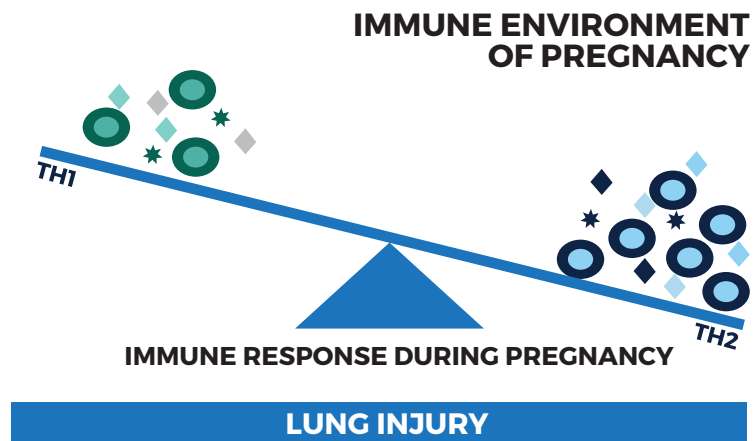 IMMUNE ENVIRONMENT
OF PREGNANCY
TH1
TH2
IMMUNE RESPONSE DURING PREGNANCY
LUNG INJURY